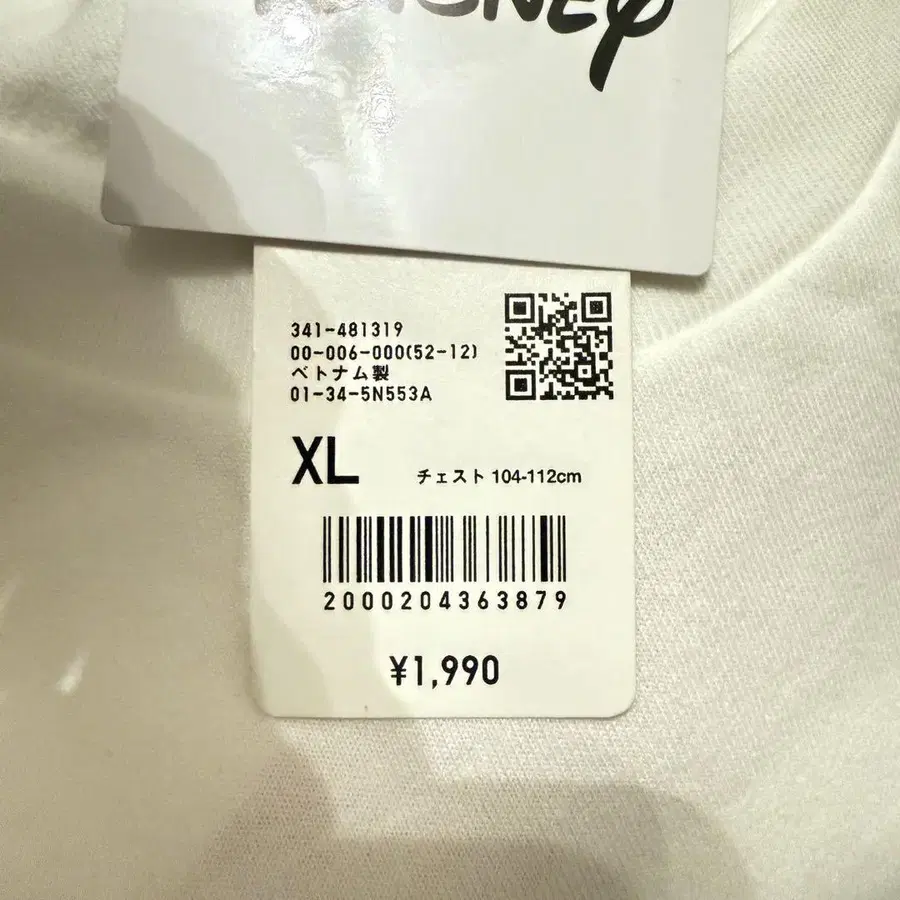 DISNEY
341-481319
00-006-000(52-12)
ベトナム製
01-34-5N553A
XL
チェスト 104-112cm
2000204363879
¥1,990